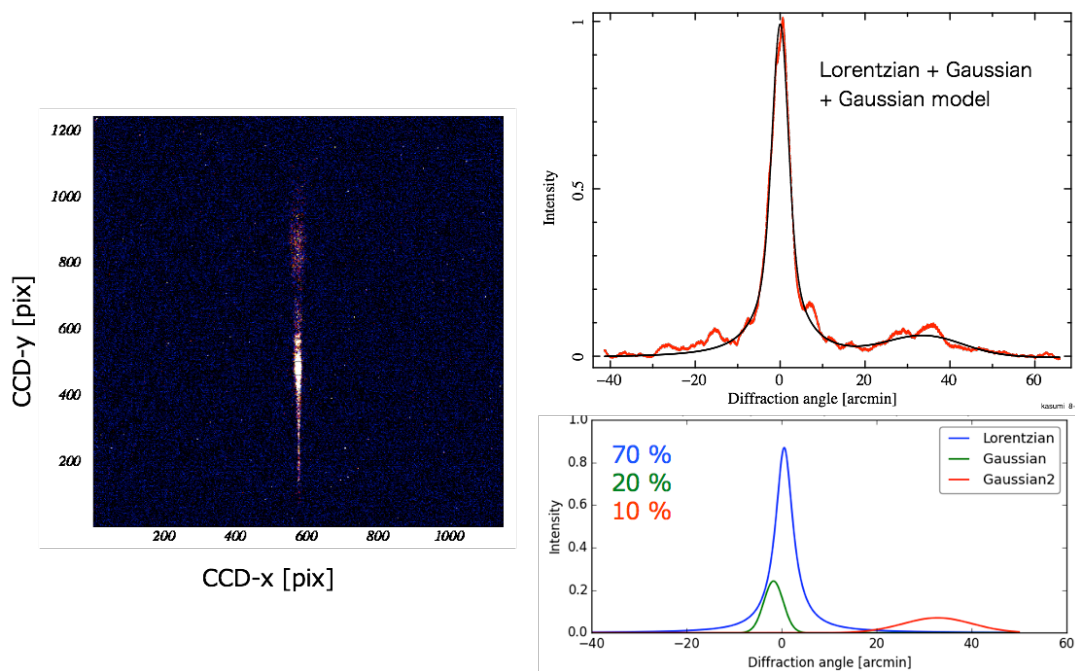 1200
1000
800
600
400
200
200
400
600
800
1000
CCD-y [pix]
CCD-x [pix]
1
0.5
0
Intensity
Lorentzian + Gaussian
+ Gaussian model
−40
−20
0
20
40
60
Diffraction angle [arcmin]
kasumi 8-
1.0
0.8
0.6
0.4
0.2
0.0
Intensity
70 %
20 %
10 %
Lorentzian
Gaussian
Gaussian2
−40
−20
0
20
40
60
Diffraction angle [arcmin]